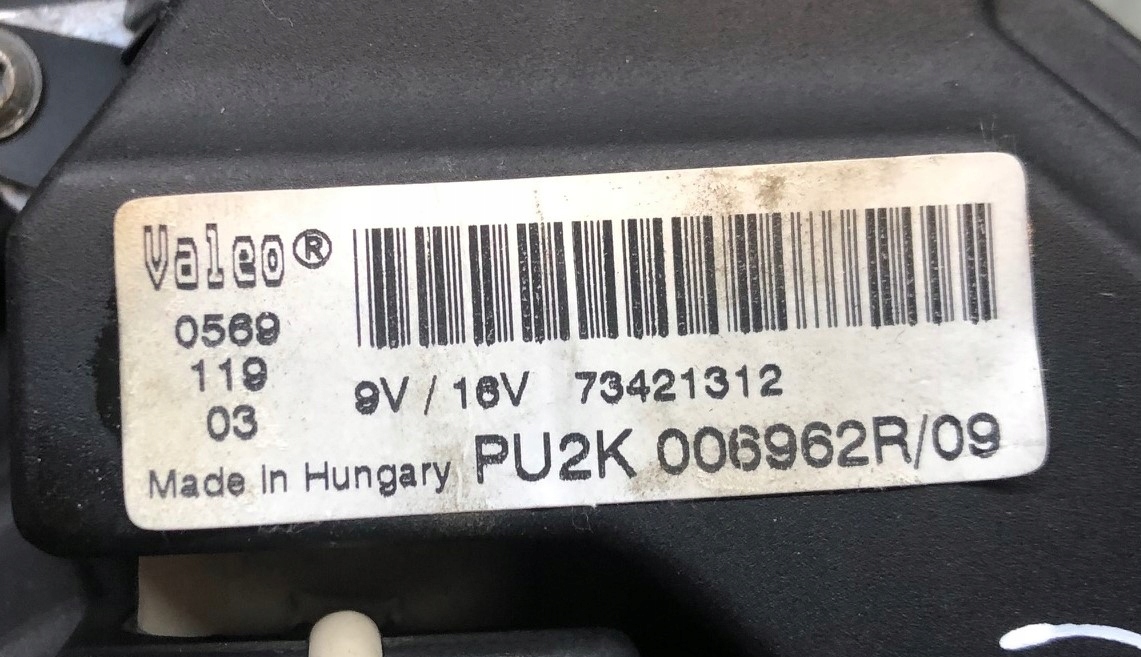 Valeo®
0569
119
03
9V / 16V 73421312
Made in Hungary PU2K 006962R/09